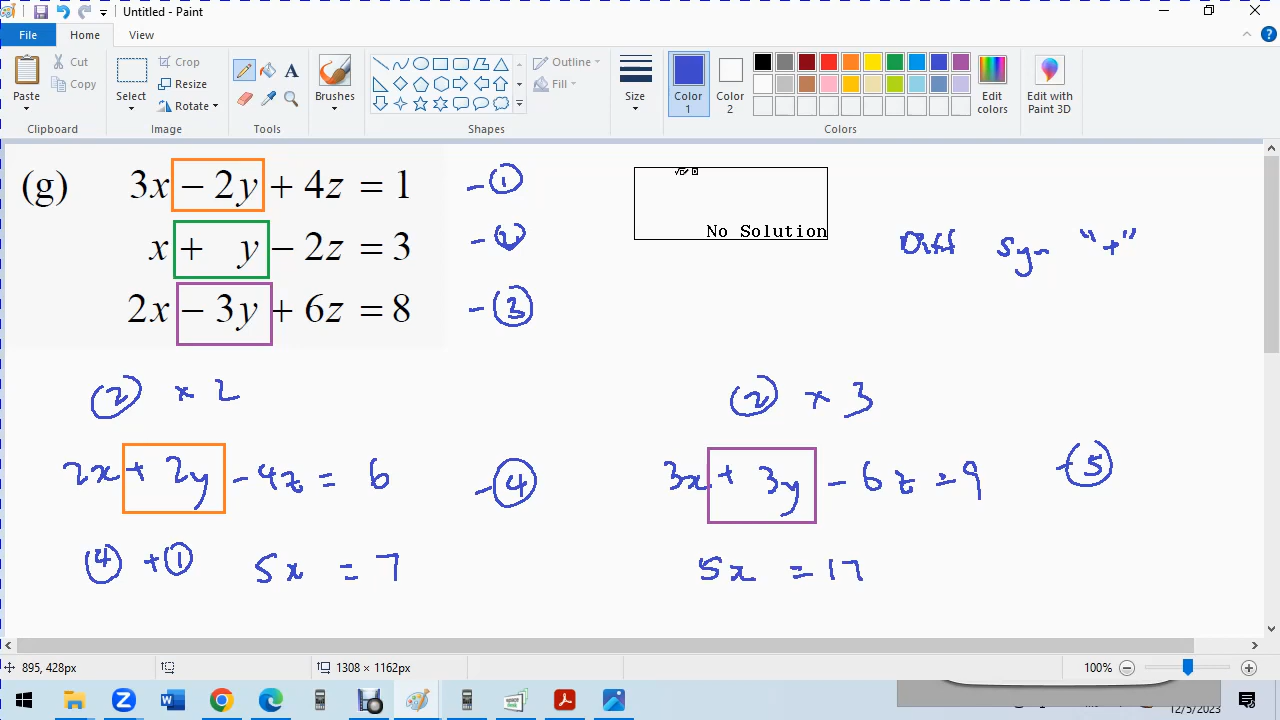 Untitled - Paint
File Home View
Paste
Cut
Copy
Clipboard
Select
Crop
Resize
Rotate
Image
A
Tools
Brushes
Outline
Fill
Shapes
Size
Color 1
Color 2
Edit colors
Colors
Edit with Paint 3D
(g) 3x − 2y + 4z = 1 - ①
x + y − 2z = 3 - ②
2x − 3y + 6z = 8 - ③
No Solution
Diff Sgn "+"
② × 2
2x + 2y - 4z = 6 - ④
④ + ① 5x = 7
② × 3
3x + 3y - 6z = 9 - ⑤
5x = 17
895, 428px
1308 × 1162px
100%
12/5/2023